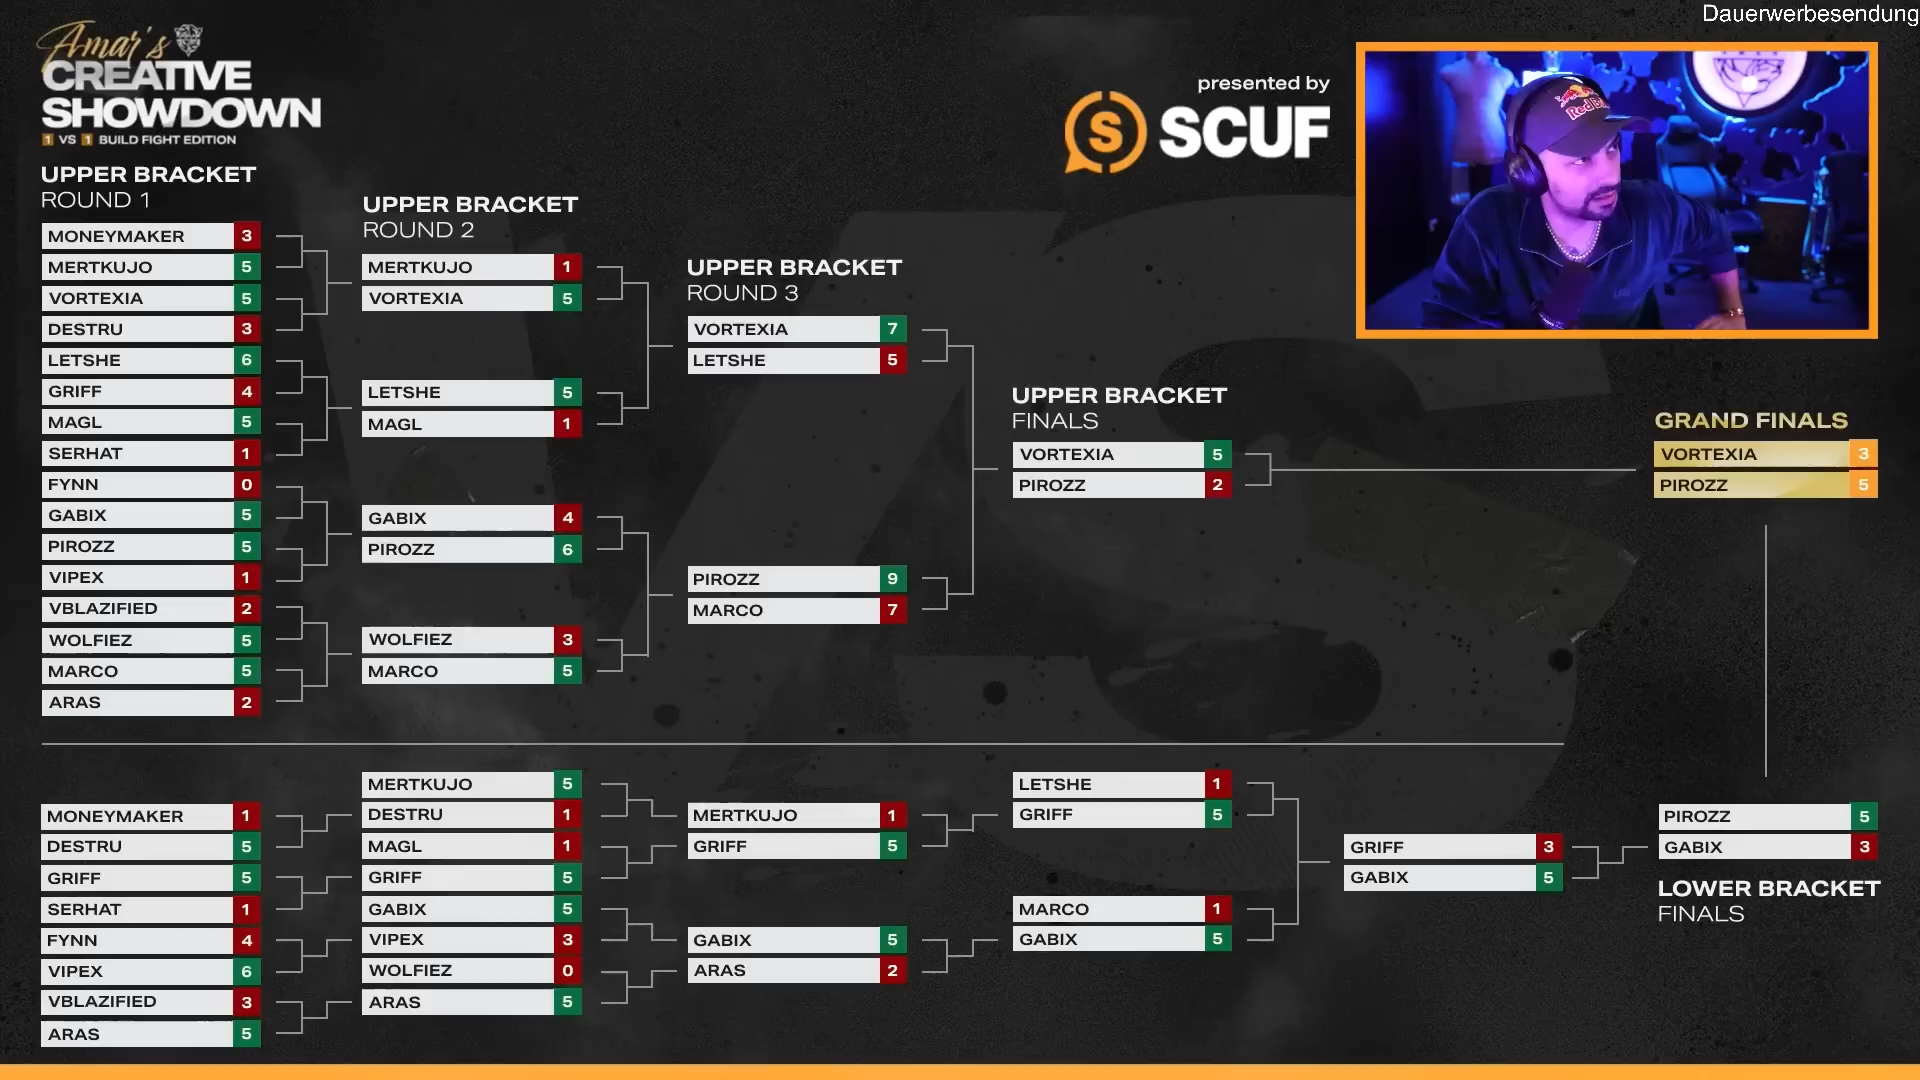 Dauerwerbesendung
Amar's
CREATIVE
SHOWDOWN
1 VS 1 BUILD FIGHT EDITION
presented by
S SCUF
Red Bull
UPPER BRACKET
ROUND 1
MONEYMAKER 3
MERTKUJO 5
VORTEXIA 5
DESTRU 3
LETSHE 6
GRIFF 4
MAGL 5
SERHAT 1
FYNN 0
GABIX 5
PIROZZ 5
VIPEX 1
VBLAZIFIED 2
WOLFIEZ 5
MARCO 5
ARAS 2
UPPER BRACKET
ROUND 2
MERTKUJO 1
VORTEXIA 5
LETSHE 5
MAGL 1
GABIX 4
PIROZZ 6
WOLFIEZ 3
MARCO 5
UPPER BRACKET
ROUND 3
VORTEXIA 7
LETSHE 5
PIROZZ 9
MARCO 7
UPPER BRACKET
FINALS
VORTEXIA 5
PIROZZ 2
GRAND FINALS
VORTEXIA 3
PIROZZ 5
MONEYMAKER 1
DESTRU 5
GRIFF 5
SERHAT 1
FYNN 4
VIPEX 6
VBLAZIFIED 3
ARAS 5
MERTKUJO 5
DESTRU 1
MAGL 1
GRIFF 5
GABIX 5
VIPEX 3
WOLFIEZ 0
ARAS 5
MERTKUJO 1
GRIFF 5
GABIX 5
ARAS 2
LETSHE 1
GRIFF 5
MARCO 1
GABIX 5
GRIFF 3
GABIX 5
PIROZZ 5
GABIX 3
LOWER BRACKET
FINALS